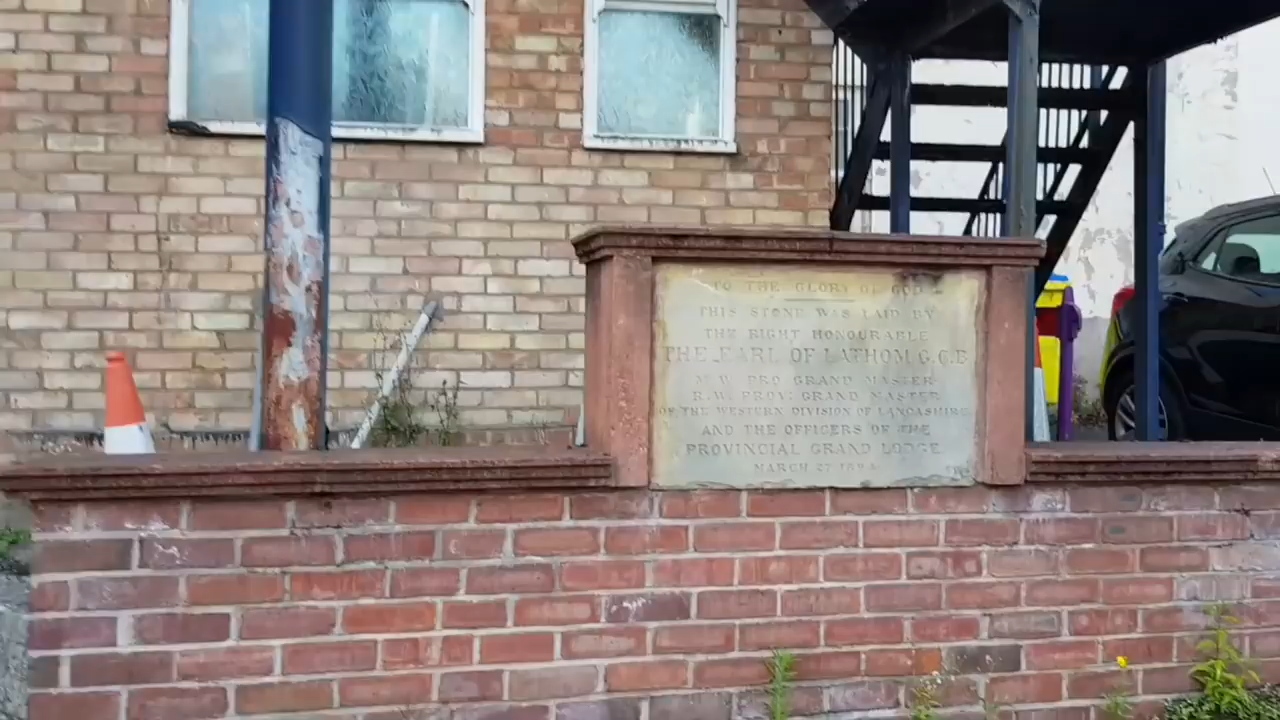 TO THE GLORY OF GOD
THIS STONE WAS LAID BY
THE RIGHT HONOURABLE
THE EARL OF LATHOM G.C.B
M.W. PRO GRAND MASTER
R.W. PROV: GRAND MASTER
OF THE WESTERN DIVISION OF LANCASHIRE
AND THE OFFICERS OF THE
PROVINCIAL GRAND LODGE
MARCH 27